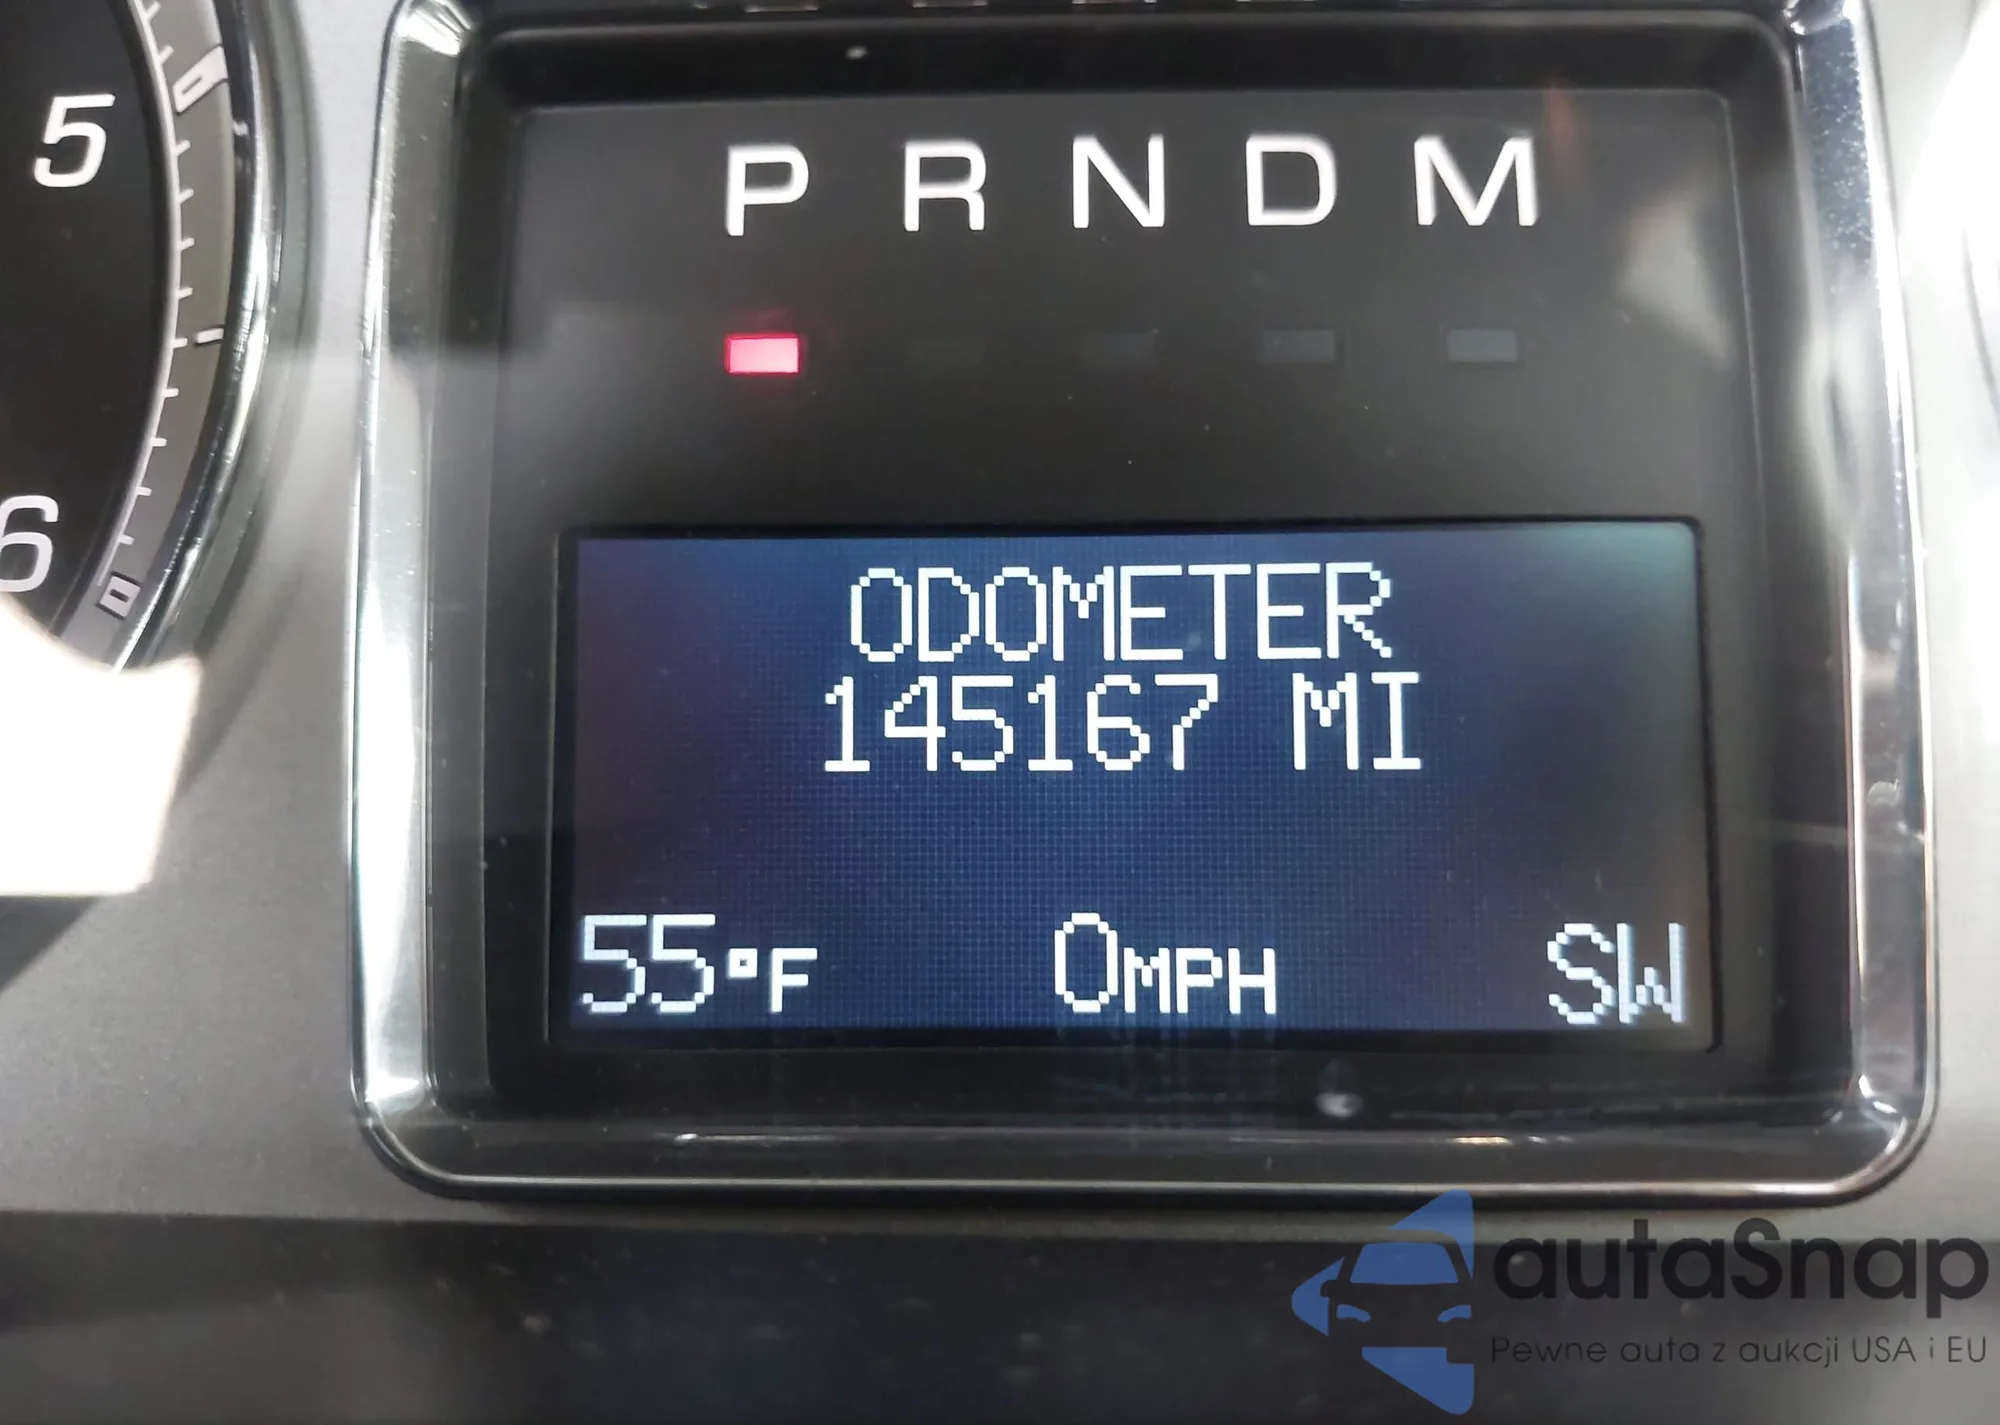 5
6
P R N D M
ODOMETER
145167 MI
55°F 0MPH SW
autaSnap
Pewne auta z aukcji USA i EU